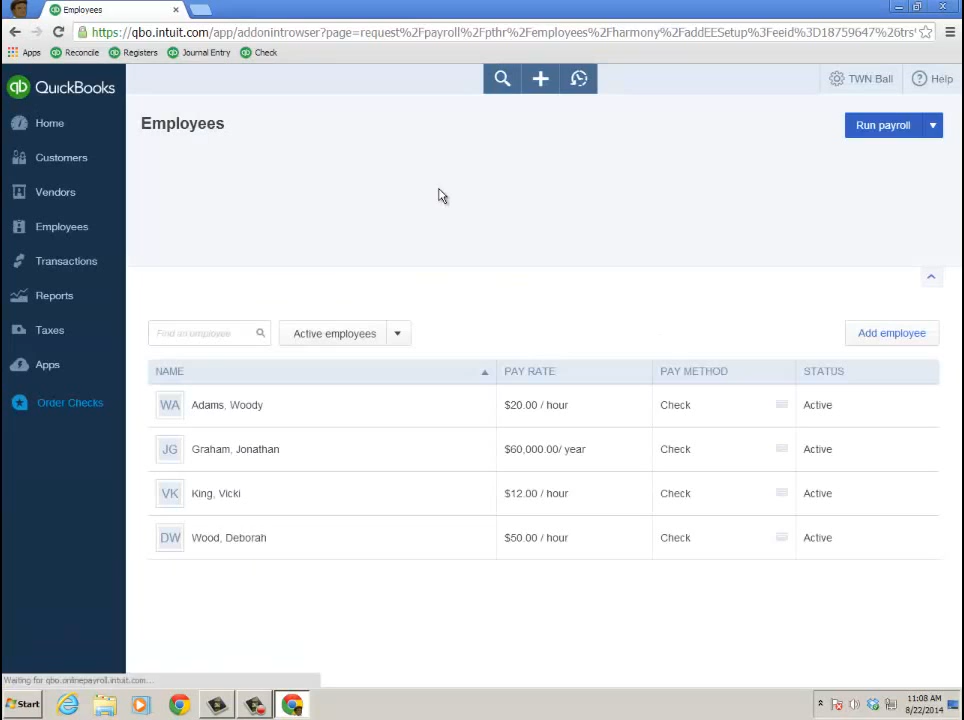 Employees
https://qbo.intuit.com/app/addonintrowser?page=request%2Fpayroll%2Fpthr%2Femployees%2Fharmony%2FaddEESetup%3Feeid%3D18759647%26trs'
Apps Reconcile Registers Journal Entry Check
qb QuickBooks
TWN Ball Help
Home
Customers
Vendors
Employees
Transactions
Reports
Taxes
Apps
Order Checks
Employees
Run payroll
Find an employee
Active employees
Add employee
NAME PAY RATE PAY METHOD STATUS
WA Adams, Woody $20.00 / hour Check Active
JG Graham, Jonathan $60,000.00/ year Check Active
VK King, Vicki $12.00 / hour Check Active
DW Wood, Deborah $50.00 / hour Check Active
Waiting for qbo.onlinepayroll.intuit.com...
Start
11:08 AM
8/22/2014